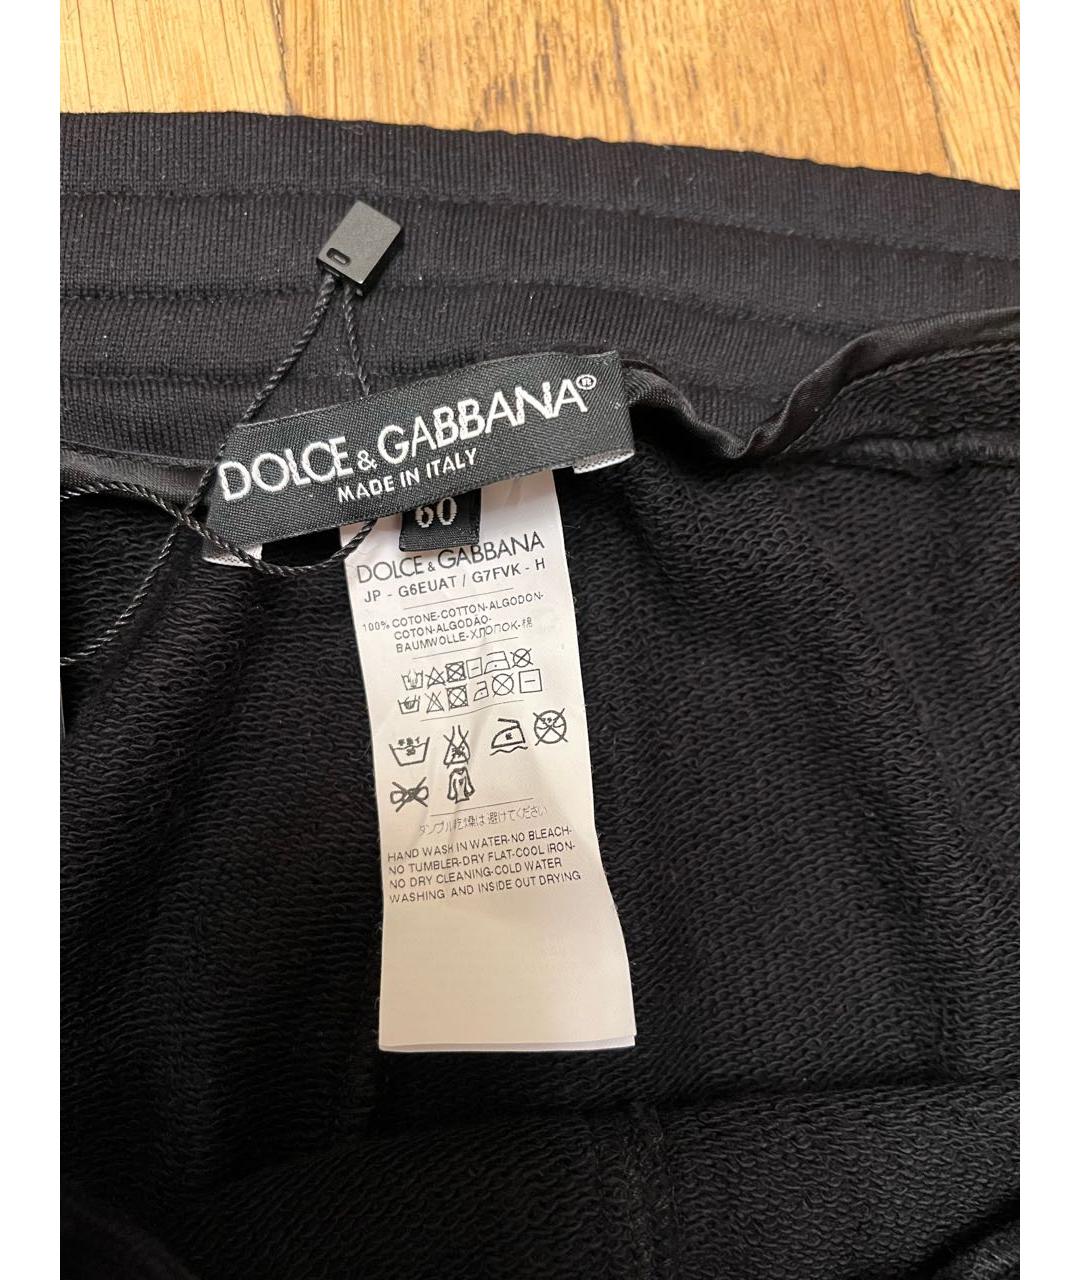 DOLCE & GABBANA®
MADE IN ITALY
60
DOLCE & GABBANA
JP - G6EUAT / G7FVK - H
100% COTONE-COTTON-ALGODON-
COTON-ALGODÃO-
BAUMWOLLE-ХЛОПОК-棉
タンブル乾燥は避けてください
HAND WASH IN WATER-NO BLEACH-
NO TUMBLER-DRY FLAT-COOL IRON-
NO DRY CLEANING-COLD WATER
WASHING AND INSIDE OUT DRYING